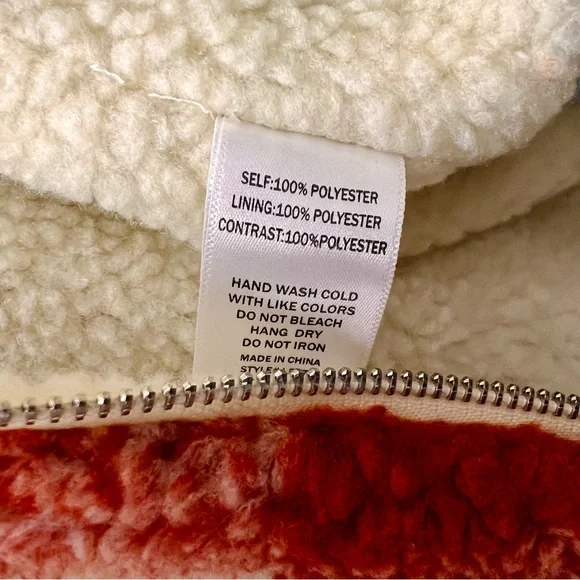 SELF:100% POLYESTER
LINING:100% POLYESTER
CONTRAST:100%POLYESTER
HAND WASH COLD
WITH LIKE COLORS
DO NOT BLEACH
HANG DRY
DO NOT IRON
MADE IN CHINA